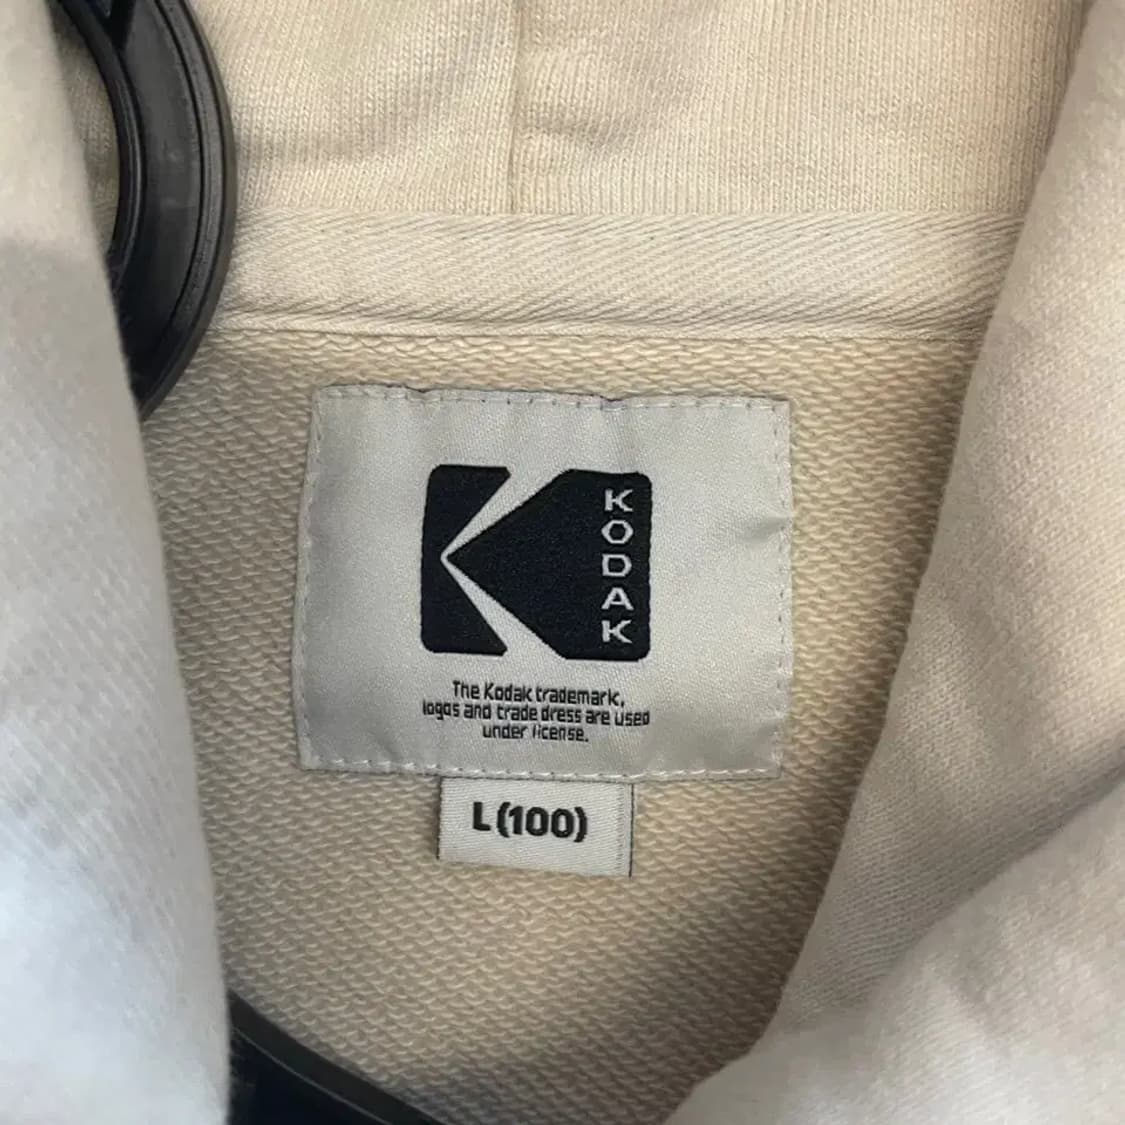 KODAK
The Kodak trademark,
logos and trade dress are used
under license.
L (100)